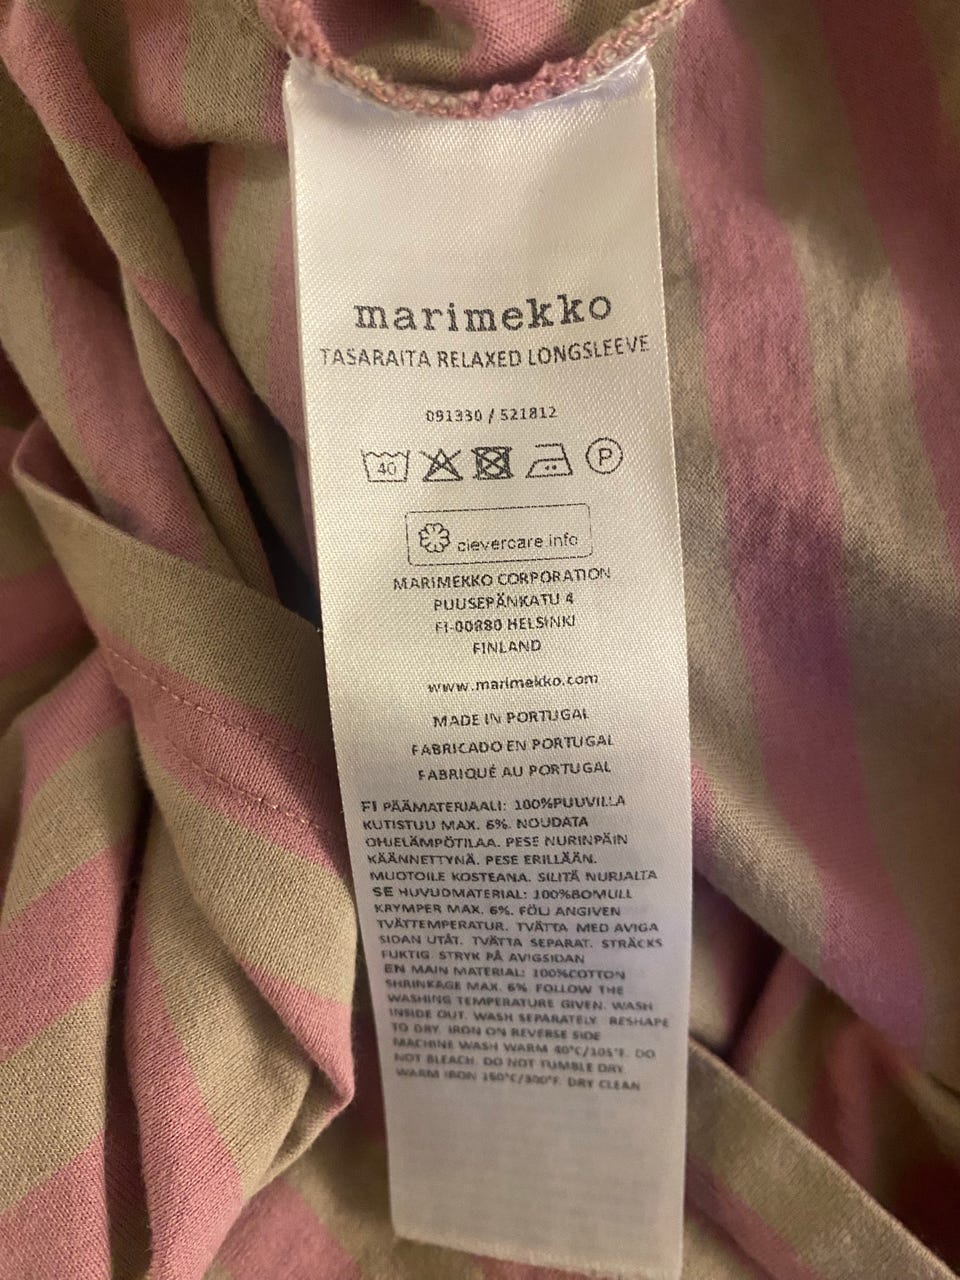 marimekko
TASARAITA RELAXED LONGSLEEVE
091330 / 521812
40 P
clevercare.info
MARIMEKKO CORPORATION
PUUSEPÄNKATU 4
FI-00880 HELSINKI
FINLAND
www.marimekko.com
MADE IN PORTUGAL
FABRICADO EN PORTUGAL
FABRIQUÉ AU PORTUGAL
FI PÄÄMATERIAALI: 100%PUUVILLA
KUTISTUU MAX. 6%. NOUDATA
OHJELÄMPÖTILAA. PESE NURINPÄIN
KÄÄNNETTYNÄ. PESE ERILLÄÄN.
MUOTOILE KOSTEANA. SILITÄ NURJALTA
SE HUVUDMATERIAL: 100%BOMULL
KRYMPER MAX. 6%. FÖLJ ANGIVEN
TVÄTTEMPERATUR. TVÄTTA MED AVIGA
SIDAN UTÅT. TVÄTTA SEPARAT. STRÄCKS
FUKTIG. STRYK PÅ AVIGSIDAN
EN MAIN MATERIAL: 100%COTTON
SHRINKAGE MAX. 6% FOLLOW THE
WASHING TEMPERATURE GIVEN. WASH
INSIDE OUT. WASH SEPARATELY. RESHAPE
TO DRY. IRON ON REVERSE SIDE
MACHINE WASH WARM 40°C/105°F. DO
NOT BLEACH. DO NOT TUMBLE DRY.
WARM IRON 150°C/300°F. DRY CLEAN